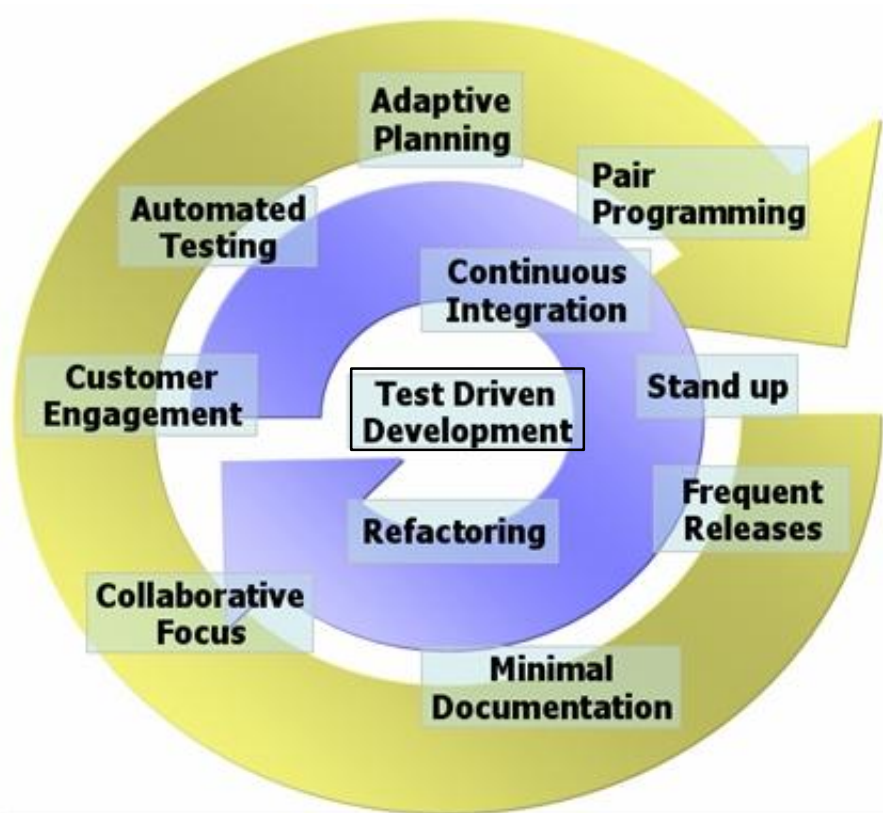 Adaptive
Planning
Pair
Programming
Automated
Testing
Continuous
Integration
Customer
Engagement
Test Driven
Development
Stand up
Frequent
Releases
Refactoring
Collaborative
Focus
Minimal
Documentation